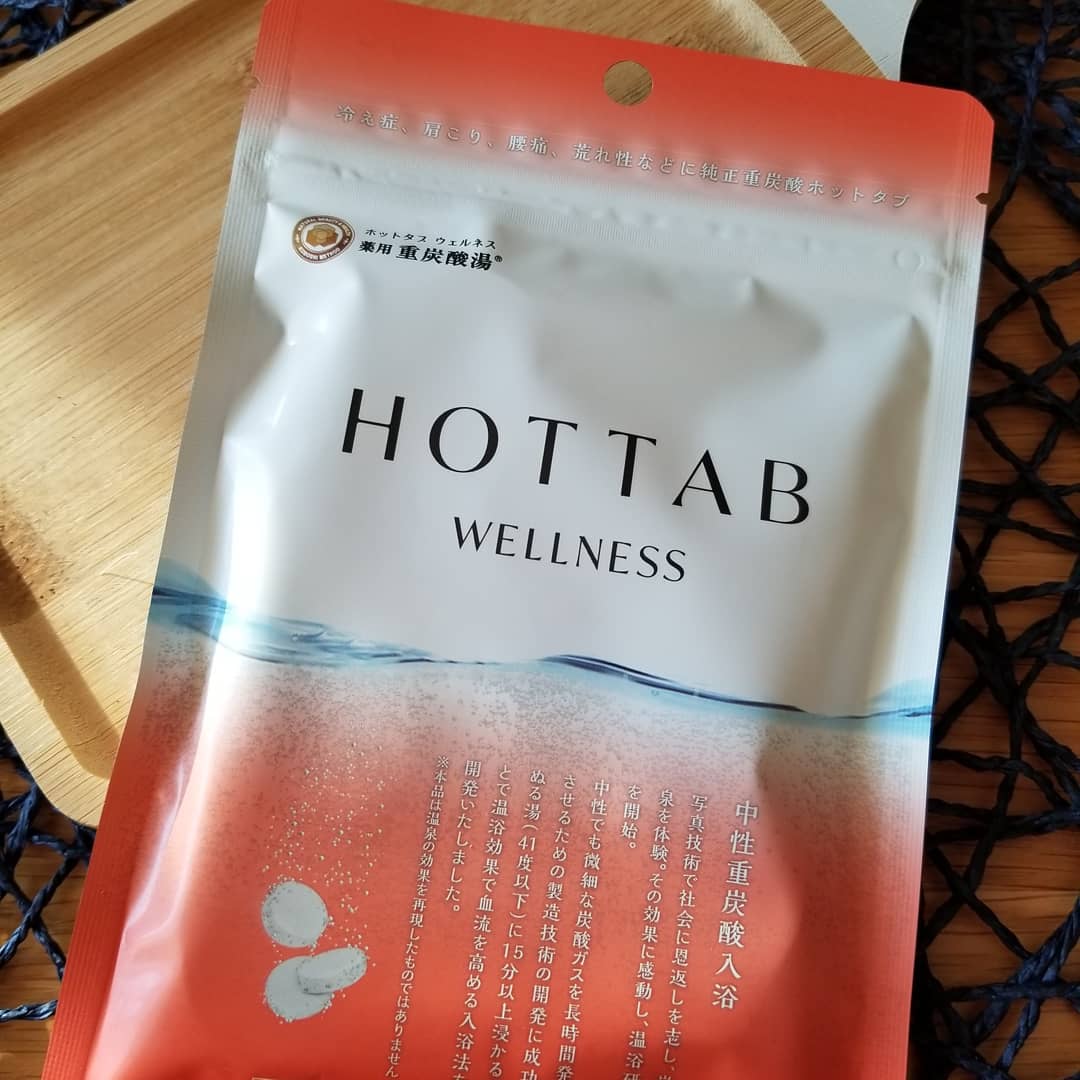 冷え症、肩こり、腰痛、荒れ性などに純正重炭酸ホットタブ
ホットタブ ウェルネス
薬用 重炭酸湯®
HOT TAB
WELLNESS
中性重炭酸入浴
写真技術で社会に恩返しを志し、
泉を体験。その効果に感動し、温浴研
を開始。
中性でも微細な炭酸ガスを長時間発
させるための製造技術の開発に成功
ぬる湯(41度以下)に15分以上浸かる
とで温浴効果で血流を高める入浴法を
開発いたしました。
※本品は温泉の効果を再現したものではありません